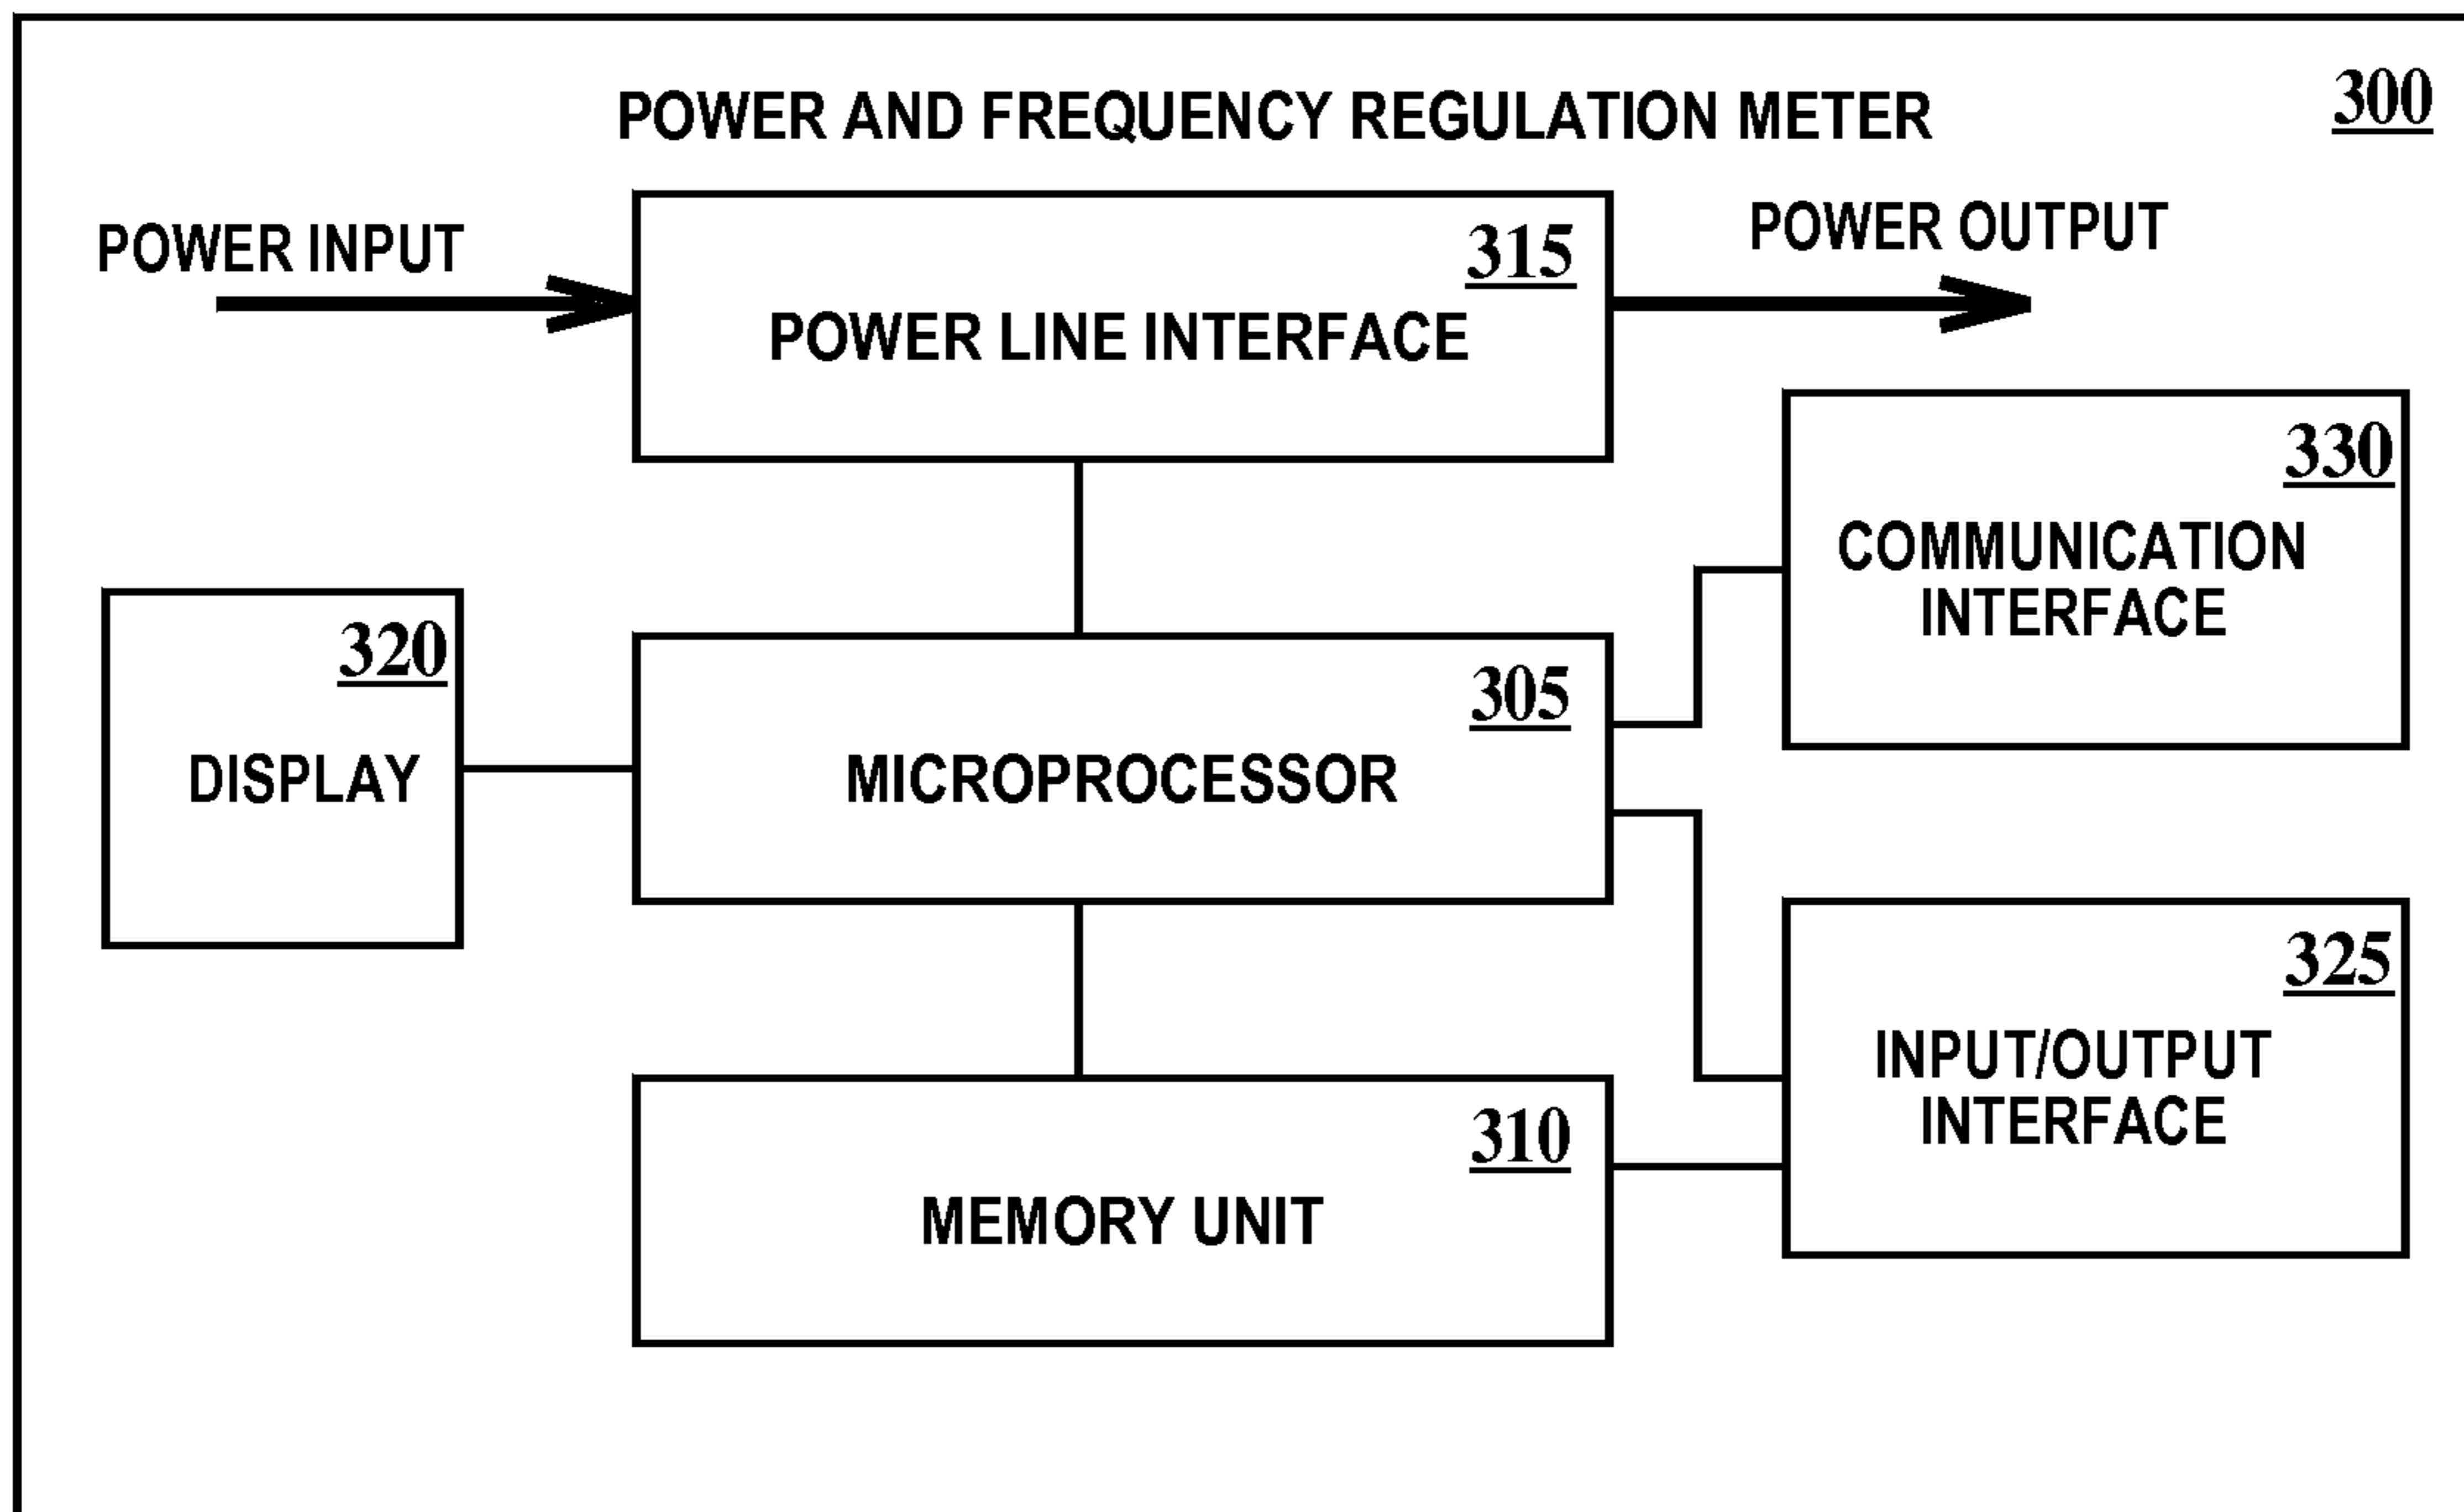 POWER AND FREQUENCY REGULATION METER
300
POWER INPUT
315
POWER LINE INTERFACE
POWER OUTPUT
330
COMMUNICATION
INTERFACE
320
DISPLAY
305
MICROPROCESSOR
325
INPUT/OUTPUT
INTERFACE
310
MEMORY UNIT